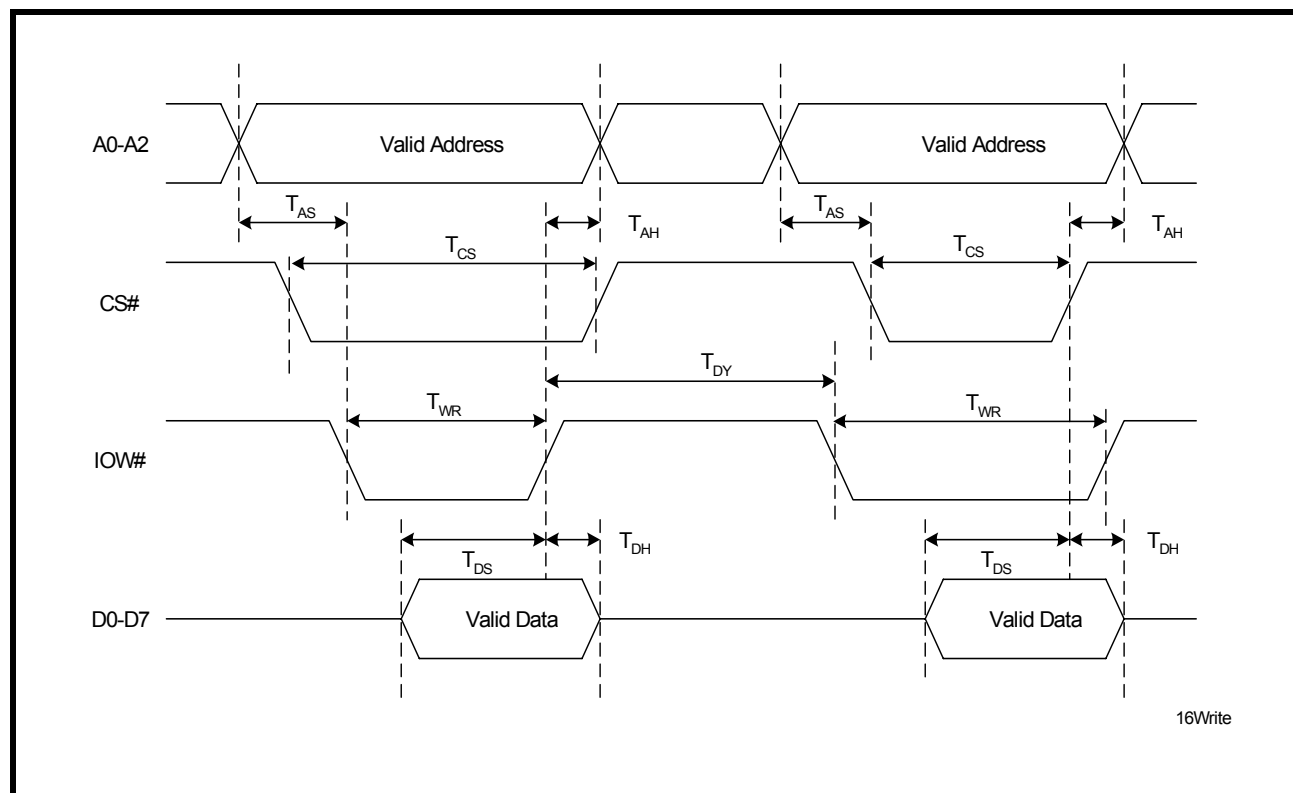 A0-A2
Valid Address
Valid Address
TAS
TAH
TAS
TAH
TCS
TCS
CS#
TDY
TWR
TWR
IOW#
TDS
TDH
TDS
TDH
D0-D7
Valid Data
Valid Data
16Write